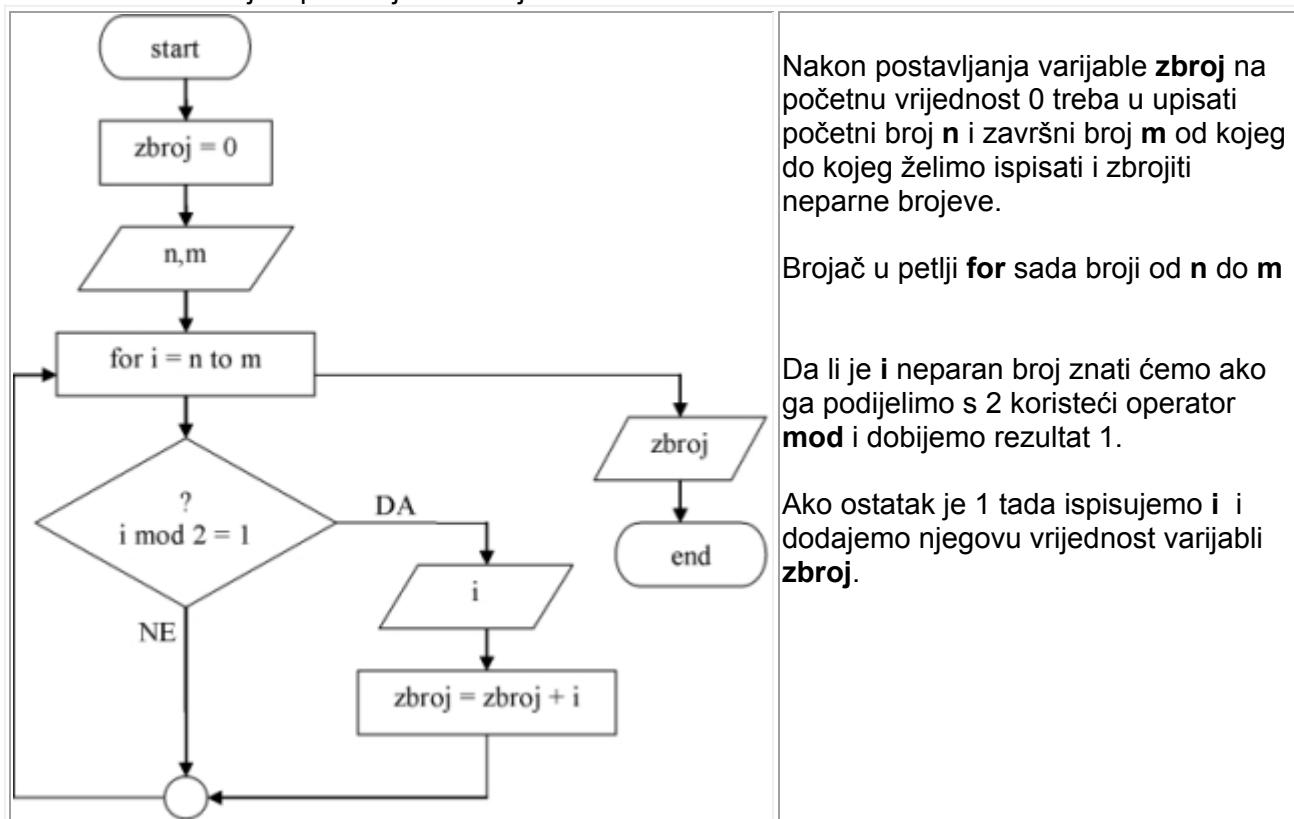 start
zbroj = 0
n,m
for i = n to m
?
i mod 2 = 1
DA
NE
i
zbroj = zbroj + i
zbroj
end
Nakon postavljanja varijable zbroj na
početnu vrijednost 0 treba u upisati
početni broj n i završni broj m od kojeg
do kojeg želimo ispisati i zbrojiti
neparne brojeve.
Brojač u petlji for sada broji od n do m
Da li je i neparan broj znati ćemo ako
ga podijelimo s 2 koristeći operator
mod i dobijemo rezultat 1.
Ako ostatak je 1 tada ispisujemo i i
dodajemo njegovu vrijednost varijabli
zbroj.